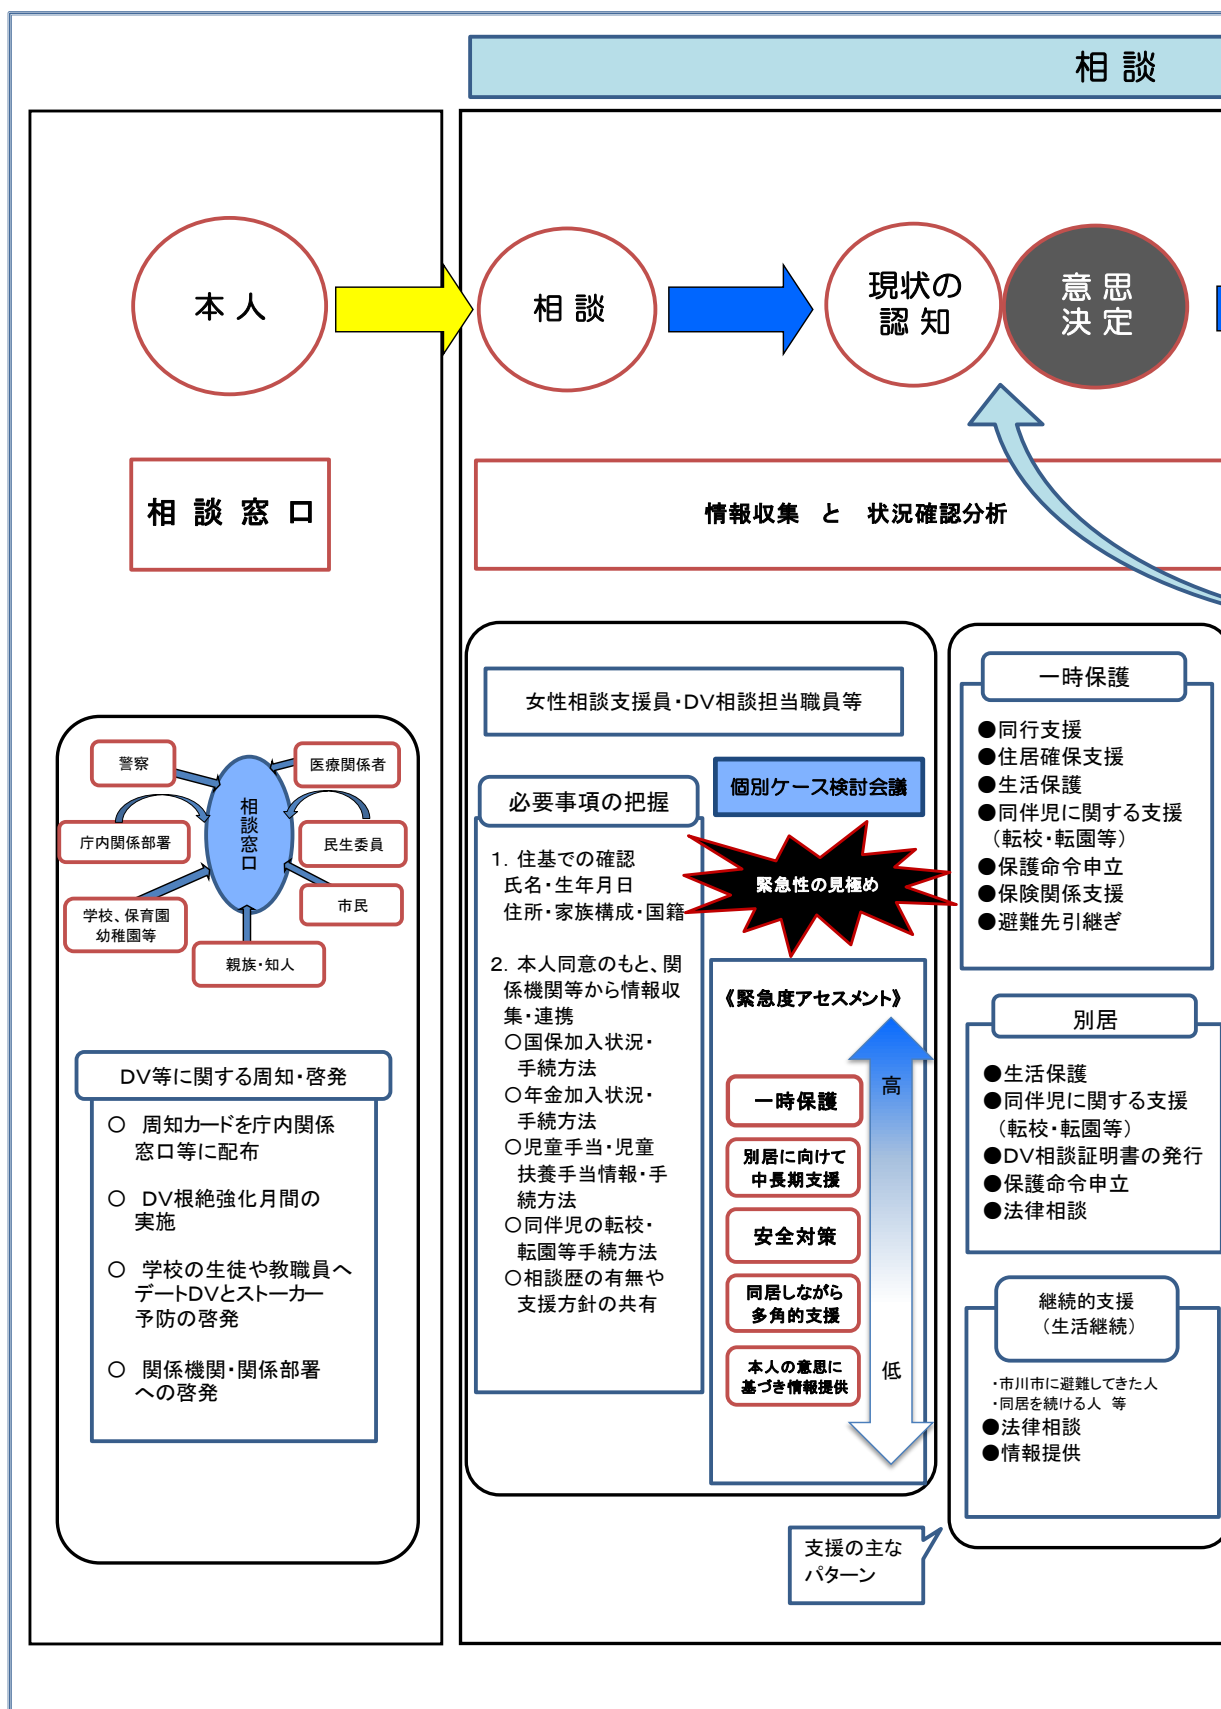 相 談
本 人
相 談
現状の
認 知
意 思
決 定
相 談 窓 口
情報収集 と 状況確認分析
警察
医療関係者
庁内関係部署
民生委員
相談窓口
学校、保育園
幼稚園等
市民
親族・知人
DV等に関する周知・啓発
○ 周知カードを庁内関係
窓口等に配布
○ DV根絶強化月間の
実施
○ 学校の生徒や教職員へ
デートDVとストーカー
予防の啓発
○ 関係機関・関係部署
への啓発
女性相談支援員・DV相談担当職員等
必要事項の把握
1. 住基での確認
氏名・生年月日
住所・家族構成・国籍
2. 本人同意のもと、関
係機関等から情報収
集・連携
○国保加入状況・
手続方法
○年金加入状況・
手続方法
○児童手当・児童
扶養手当情報・手
続方法
○同伴児の転校・
転園等手続方法
○相談歴の有無や
支援方針の共有
個別ケース検討会議
緊急性の見極め
《緊急度アセスメント》
高
一時保護
別居に向けて
中長期支援
安全対策
同居しながら
多角的支援
本人の意思に
基づき情報提供
低
一時保護
●同行支援
●住居確保支援
●生活保護
●同伴児に関する支援
（転校・転園等）
●保護命令申立
●保険関係支援
●避難先引継ぎ
別居
●生活保護
●同伴児に関する支援
（転校・転園等）
●DV相談証明書の発行
●保護命令申立
●法律相談
継続的支援
（生活継続）
・市川市に避難してきた人
・同居を続ける人 等
●法律相談
●情報提供
支援の主な
パターン